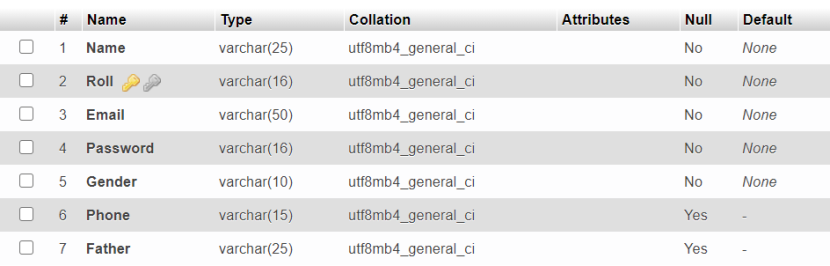 # Name Type Collation Attributes Null Default
1 Name varchar(25) utf8mb4_general_ci No None
2 Roll varchar(16) utf8mb4_general_ci No None
3 Email varchar(50) utf8mb4_general_ci No None
4 Password varchar(16) utf8mb4_general_ci No None
5 Gender varchar(10) utf8mb4_general_ci No None
6 Phone varchar(15) utf8mb4_general_ci Yes -
7 Father varchar(25) utf8mb4_general_ci Yes -